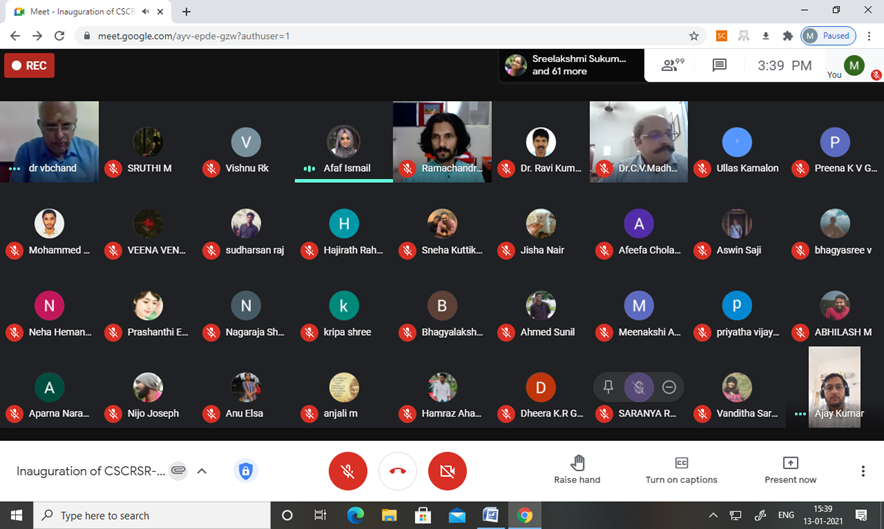 Meet - Inauguration of CSCR
meet.google.com/ayv-epde-gzw?authuser=1
SC
M Paused
REC
Sreelakshmi Sukum...
and 61 more
99
3:39 PM
You
M
dr vbchand
SRUTHI M
V
Vishnu Rk
Afaf Ismail
Ramachandr...
Dr. Ravi Kum...
Dr.C.V.Madh...
Ullas Kamalon
P
Preena K V G...
Mohammed ...
VEENA VEN...
sudharsan raj
H
Hajirath Rah...
Sneha Kuttik...
Jisha Nair
A
Afeefa Chola...
Aswin Saji
bhagyasree v
N
Neha Heman...
Prashanthi E...
N
Nagaraja Sh...
k
kripa shree
B
Bhagyalaksh...
Ahmed Sunil
M
Meenakshi A...
p
priyatha vijay...
ABHILASH M
A
Aparna Nara...
Nijo Joseph
Anu Elsa
anjali m
Hamraz Aha...
D
Dheera K.R G...
SARANYA R...
Vanditha Sar...
Ajay Kumar
Inauguration of CSCRSR-...
Raise hand
CC
Turn on captions
Present now
Type here to search
ENG
15:39
13-01-2021